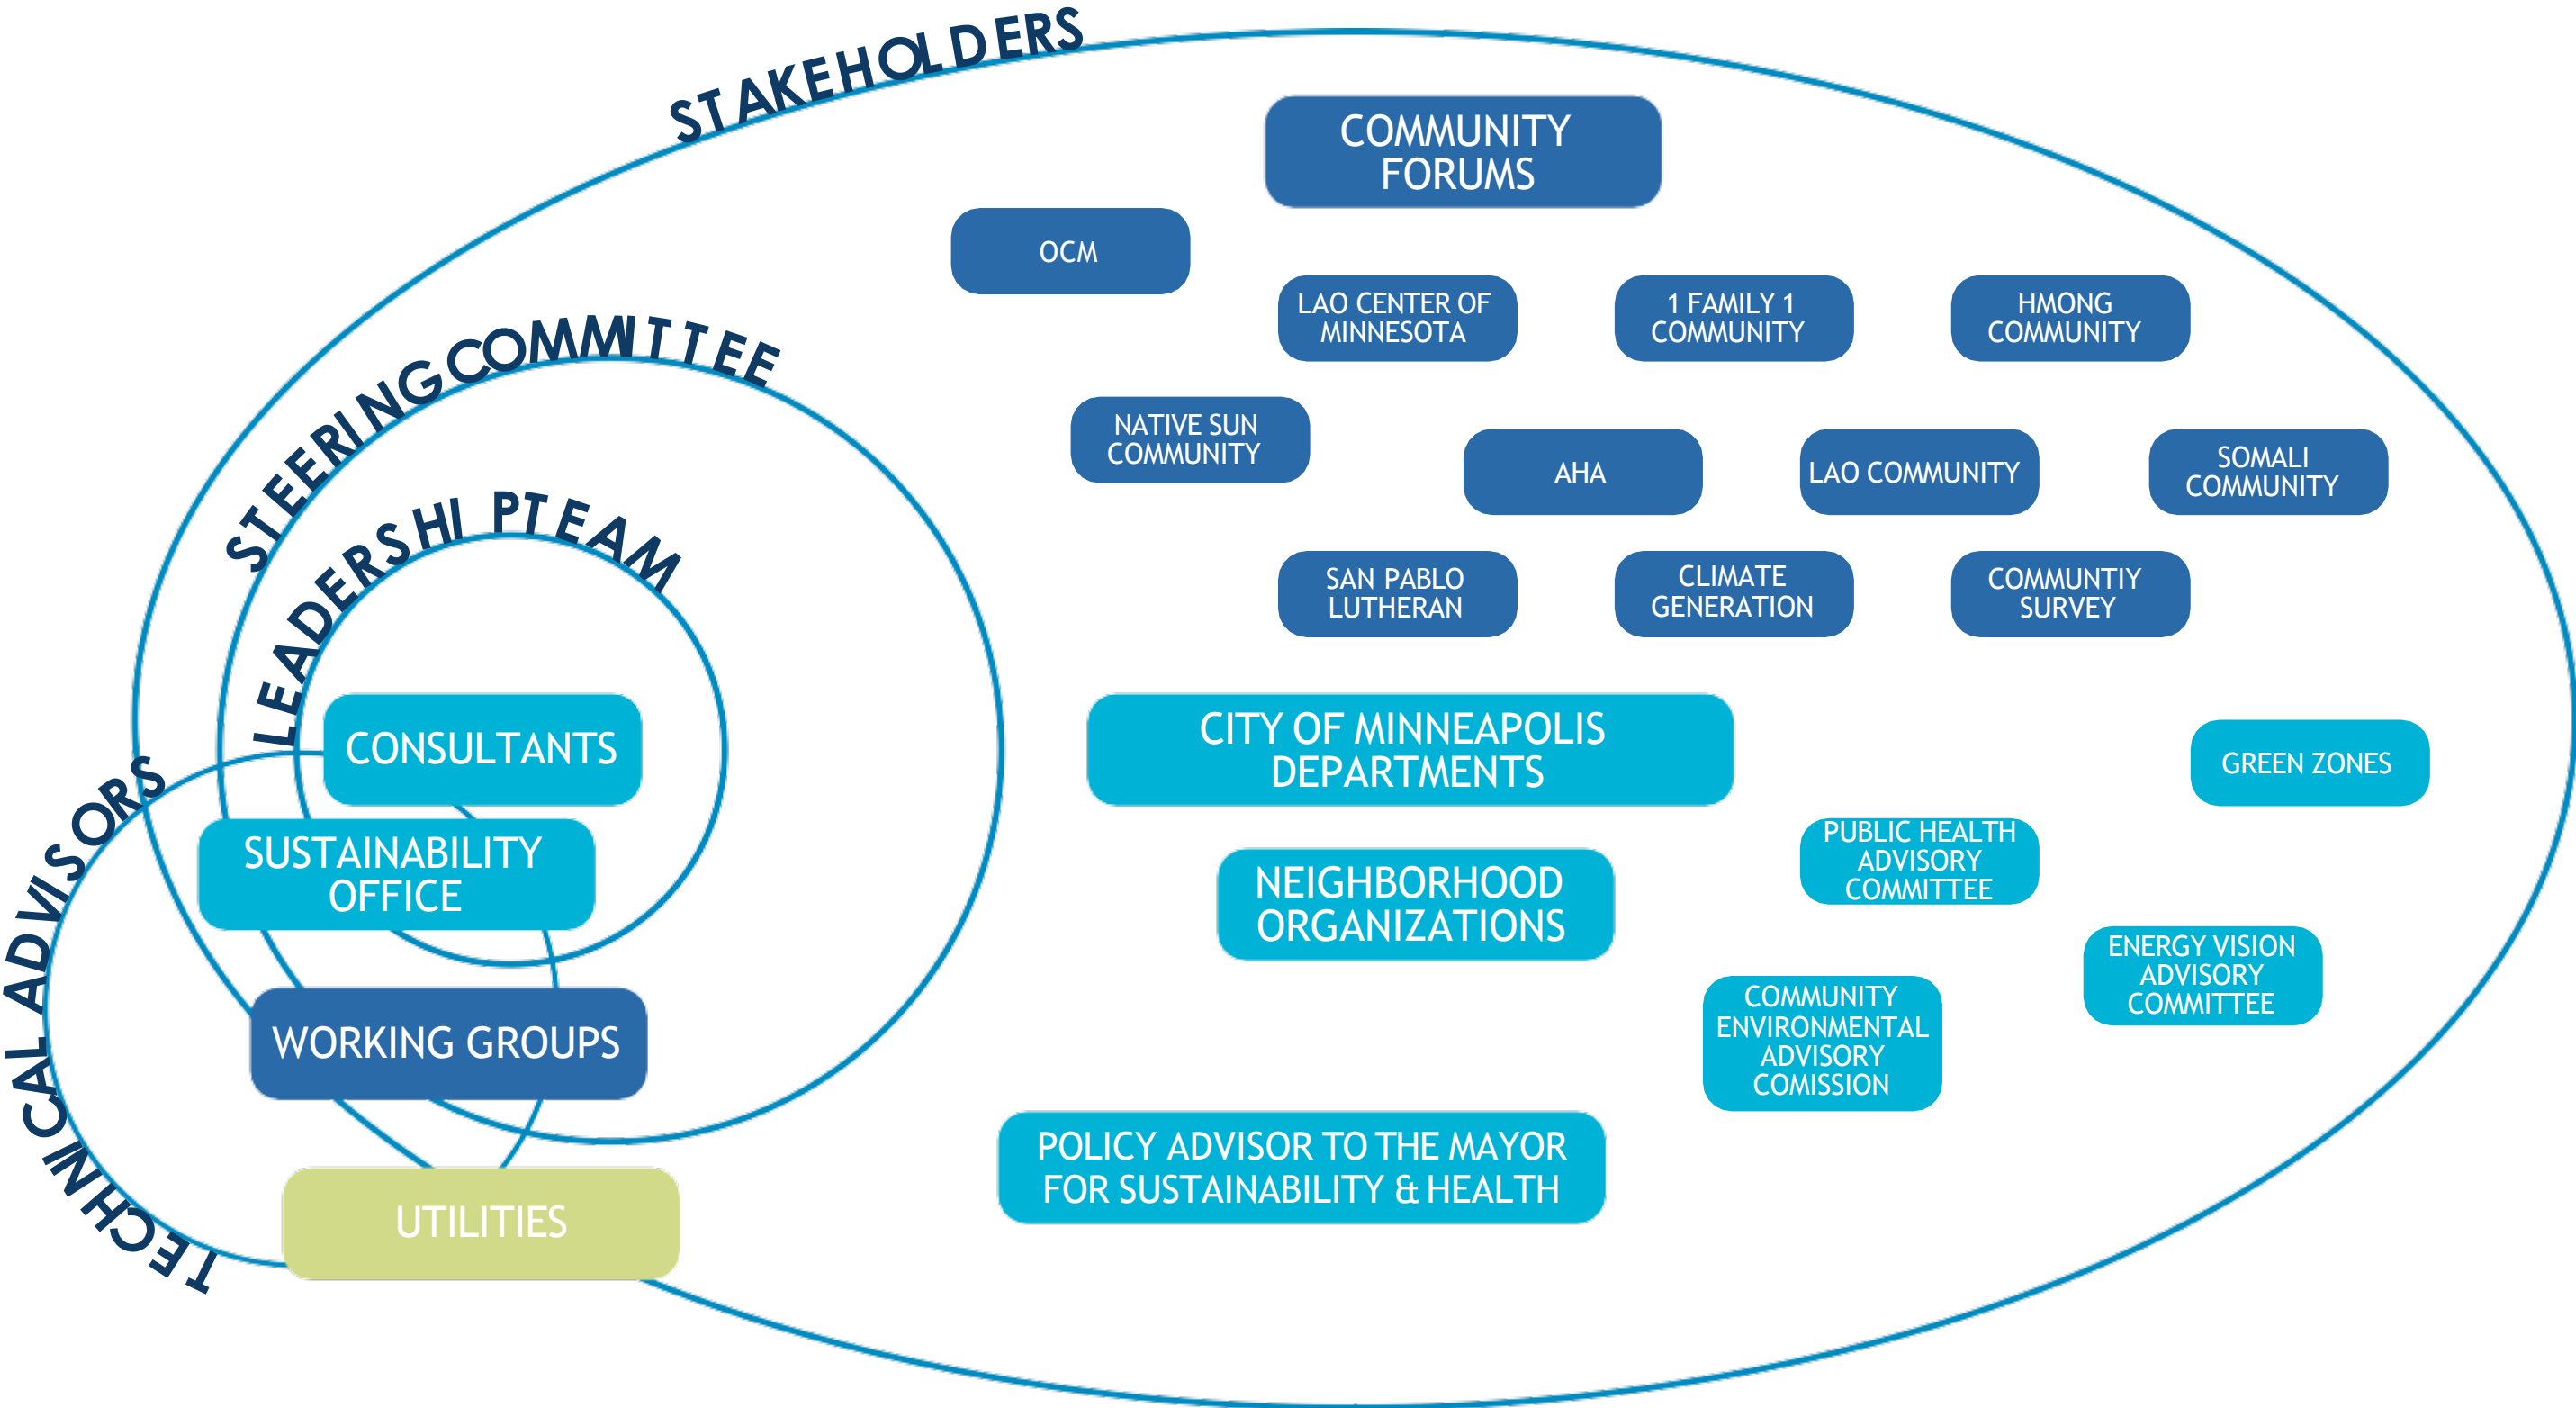 STAKEHOLDERS
COMMUNITY
FORUMS
OCM
LAO CENTER OF
MINNESOTA
1 FAMILY 1
COMMUNITY
HMONG
COMMUNITY
STEERING COMMITTEE
NATIVE SUN
COMMUNITY
AHA
LAO COMMUNITY
SOMALI
COMMUNITY
LEADERSHIP TEAM
SAN PABLO
LUTHERAN
CLIMATE
GENERATION
COMMUNTIY
SURVEY
CONSULTANTS
CITY OF MINNEAPOLIS
DEPARTMENTS
GREEN ZONES
TECHNICAL ADVISORS
SUSTAINABILITY
OFFICE
NEIGHBORHOOD
ORGANIZATIONS
PUBLIC HEALTH
ADVISORY
COMMITTEE
ENERGY VISION
ADVISORY
COMMITTEE
WORKING GROUPS
COMMUNITY
ENVIRONMENTAL
ADVISORY
COMISSION
POLICY ADVISOR TO THE MAYOR
FOR SUSTAINABILITY & HEALTH
UTILITIES